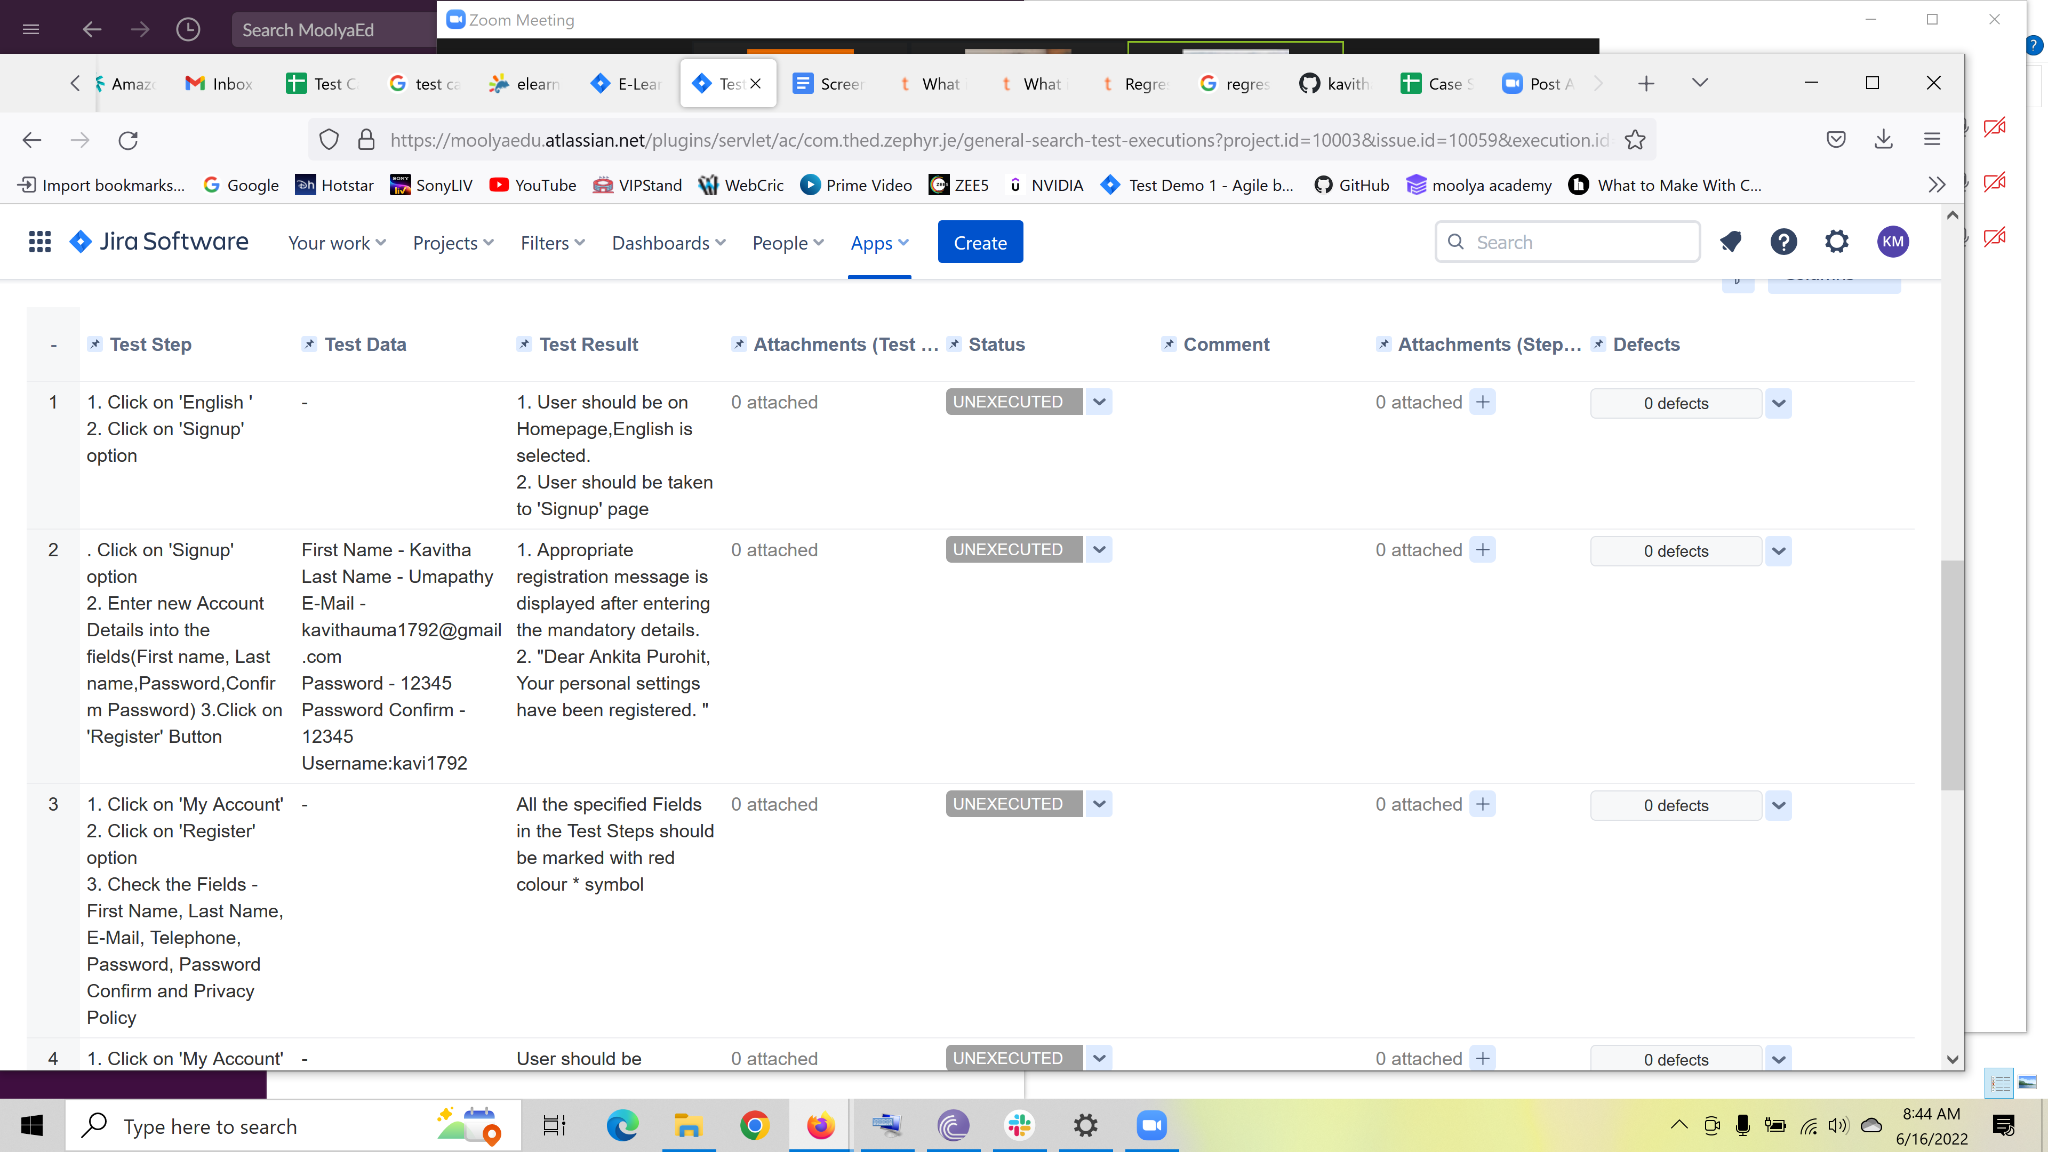 Search MoolyaEd
Zoom Meeting
Amaz
Inbox
Test C
test ca
elearn
E-Lear
Test
Screen
What
What i
Regre
regres
kavith
Case S
Post A
https://moolyaedu.atlassian.net/plugins/servlet/ac/com.thed.zephyr.je/general-search-test-executions?project.id=10003&issue.id=10059&execution.id
Import bookmarks...
Google
Hotstar
SonyLIV
YouTube
VIPStand
WebCric
Prime Video
ZEE5
NVIDIA
Test Demo 1 - Agile b...
GitHub
moolya academy
What to Make With C...
Jira Software
Your work
Projects
Filters
Dashboards
People
Apps
Create
Search
KM
- Test Step Test Data Test Result Attachments (Test ... Status Comment Attachments (Step... Defects
1
1. Click on 'English '
2. Click on 'Signup'
option
-
1. User should be on
Homepage,English is
selected.
2. User should be taken
to 'Signup' page
0 attached
UNEXECUTED
0 attached +
0 defects
2
. Click on 'Signup'
option
2. Enter new Account
Details into the
fields(First name, Last
name,Password,Confir
m Password) 3.Click on
'Register' Button
First Name - Kavitha
Last Name - Umapathy
E-Mail -
kavithauma1792@gmail
.com
Password - 12345
Password Confirm -
12345
Username:kavi1792
1. Appropriate
registration message is
displayed after entering
the mandatory details.
2. "Dear Ankita Purohit,
Your personal settings
have been registered. "
0 attached
UNEXECUTED
0 attached +
0 defects
3
1. Click on 'My Account'
2. Click on 'Register'
option
3. Check the Fields -
First Name, Last Name,
E-Mail, Telephone,
Password, Password
Confirm and Privacy
Policy
-
All the specified Fields
in the Test Steps should
be marked with red
colour * symbol
0 attached
UNEXECUTED
0 attached +
0 defects
4
1. Click on 'My Account'
-
User should be
0 attached
UNEXECUTED
0 attached +
0 defects
Type here to search
8:44 AM
6/16/2022